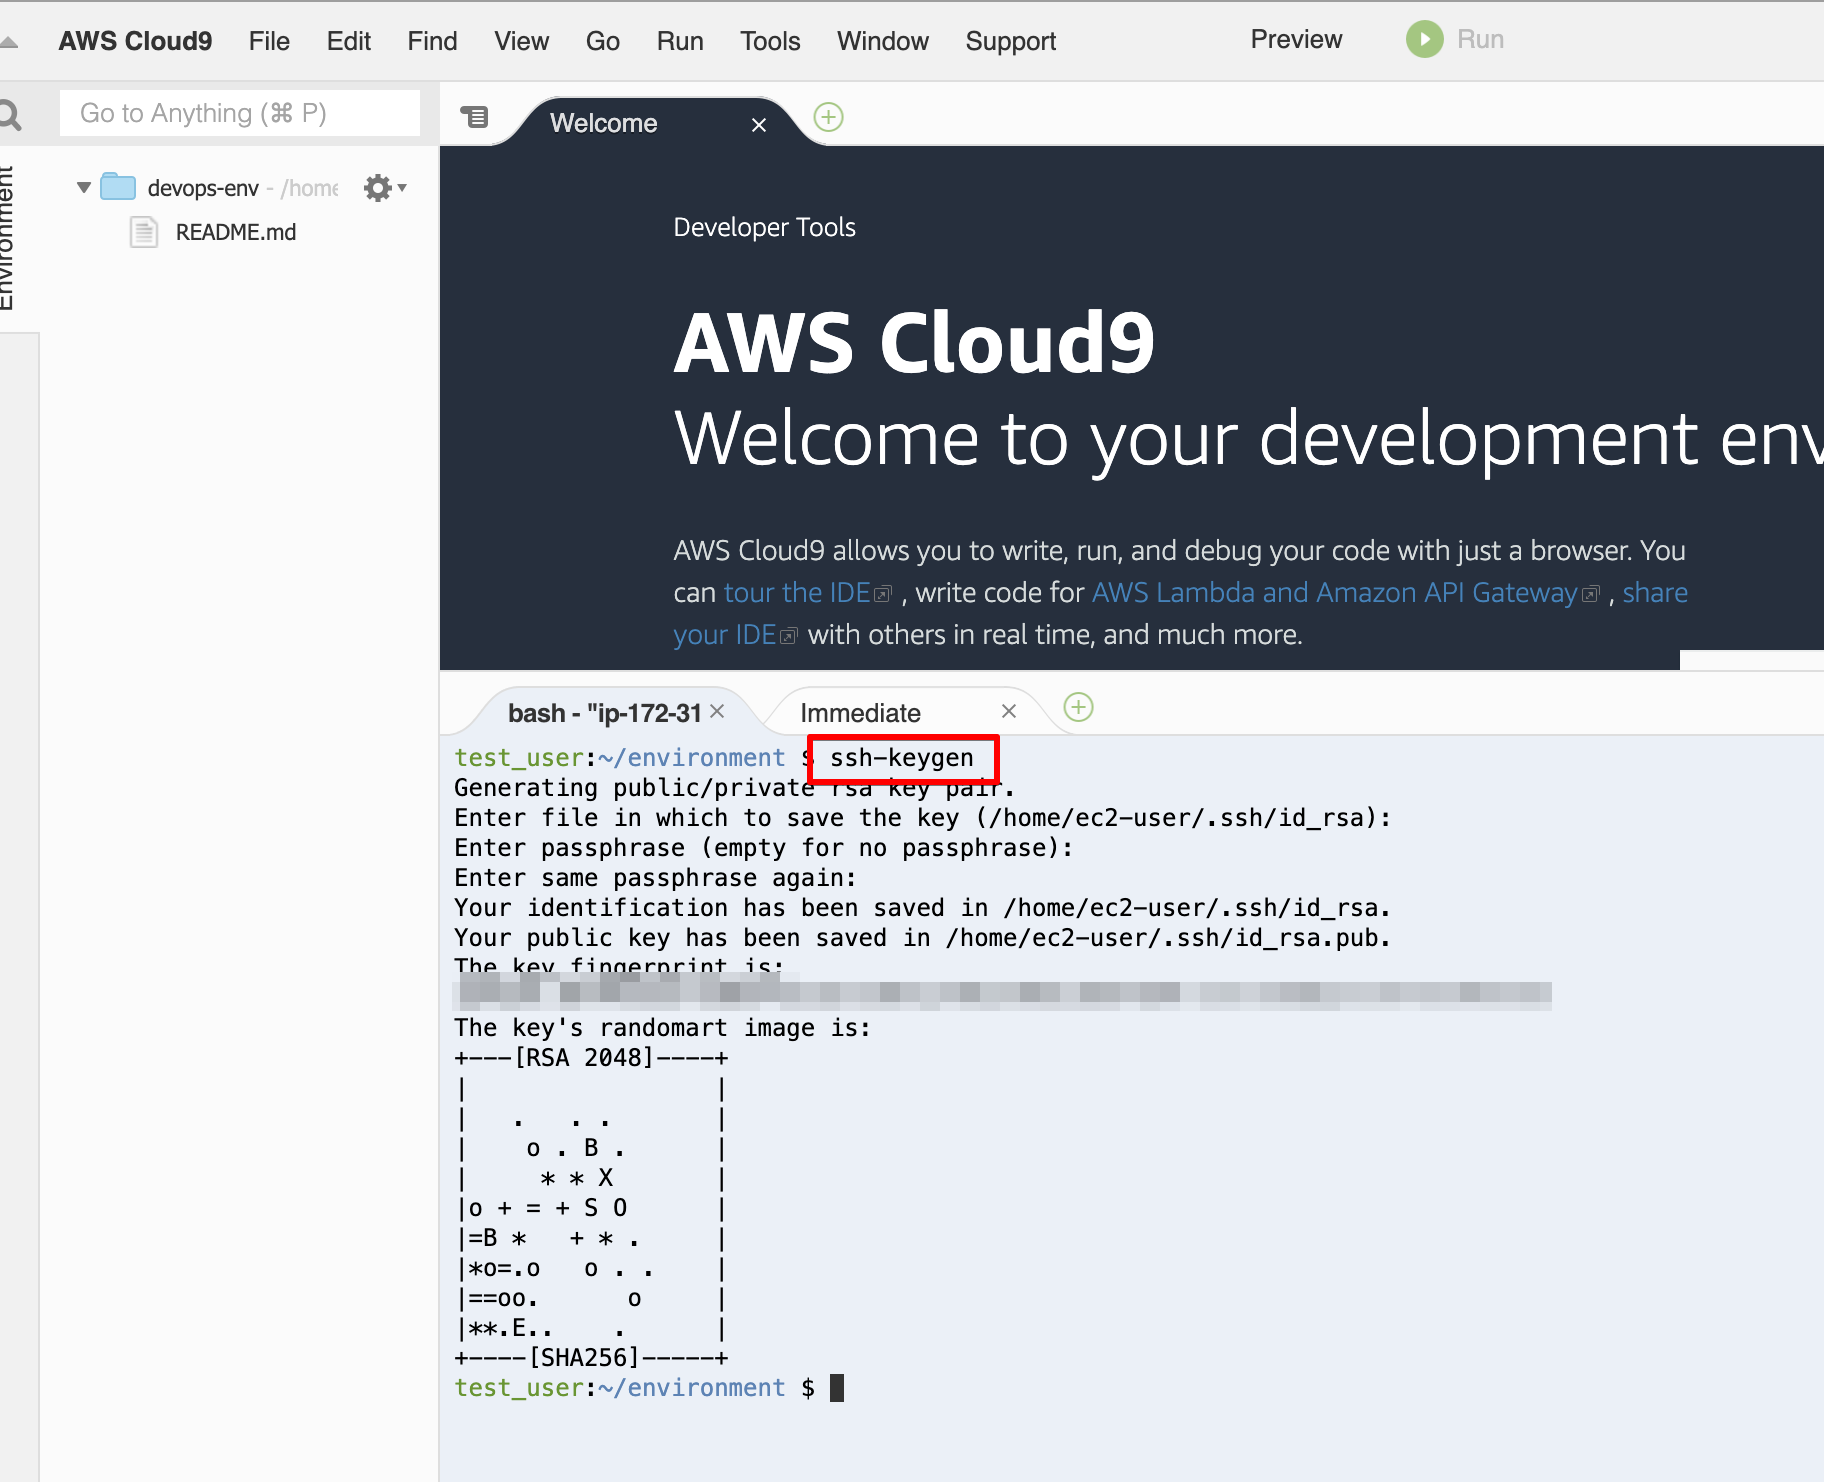 AWS Cloud9 File Edit Find View Go Run Tools Window Support Preview Run
Go to Anything (⌘ P)
Welcome
Environment
devops-env - /home
README.md
Developer Tools
AWS Cloud9
Welcome to your development env
AWS Cloud9 allows you to write, run, and debug your code with just a browser. You
can tour the IDE , write code for AWS Lambda and Amazon API Gateway , share
your IDE with others in real time, and much more.
bash - "ip-172-31 Immediate
test_user:~/environment $ ssh-keygen
Generating public/private rsa key pair.
Enter file in which to save the key (/home/ec2-user/.ssh/id_rsa):
Enter passphrase (empty for no passphrase):
Enter same passphrase again:
Your identification has been saved in /home/ec2-user/.ssh/id_rsa.
Your public key has been saved in /home/ec2-user/.ssh/id_rsa.pub.
The key fingerprint is:
The key's randomart image is:
+---[RSA 2048]----+
|                 |
|   .   . .       |
|    o . B .      |
|     * * X       |
|o + = + S O      |
|=B *   + * .     |
|*o=.o   o . .    |
|==oo.      o     |
|**.E..    .      |
+----[SHA256]-----+
test_user:~/environment $